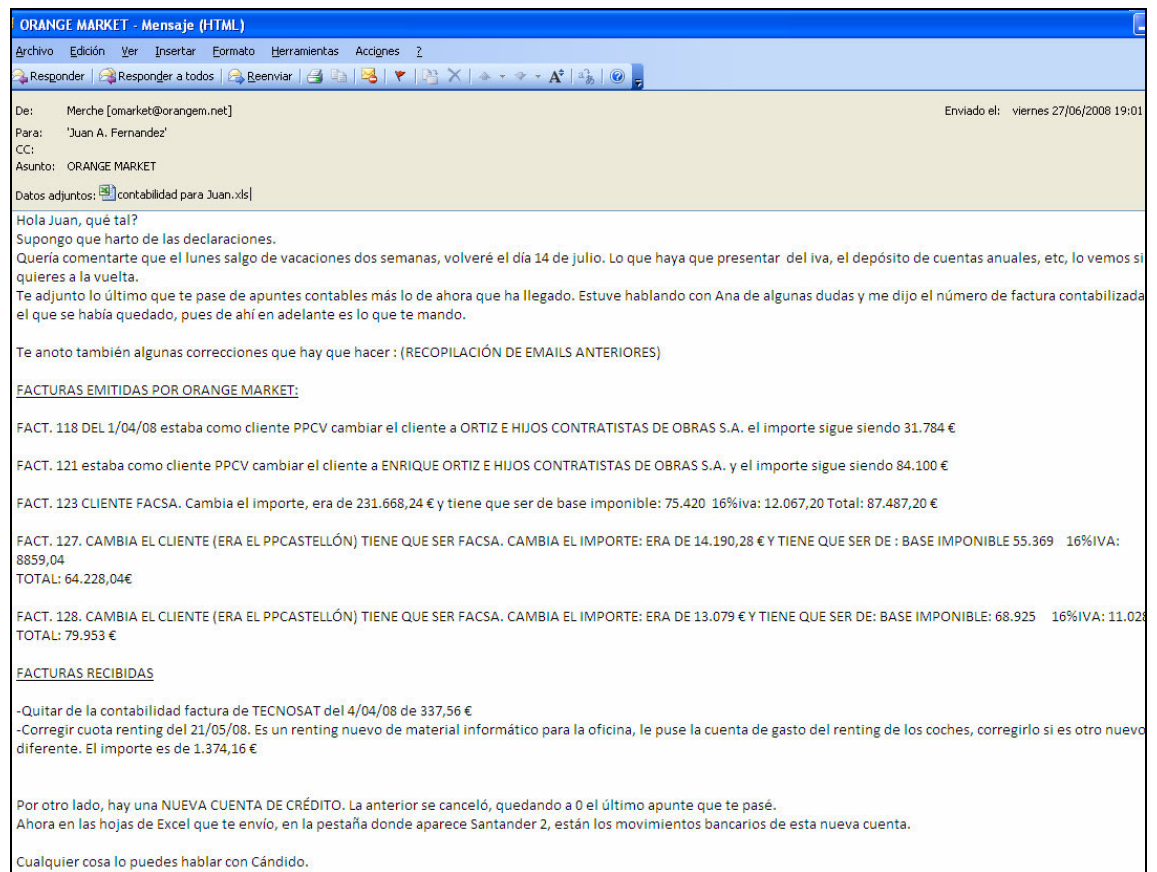 ORANGE MARKET - Mensaje (HTML)
Archivo Edición Ver Insertar Formato Herramientas Acciones ?
Responder Responder a todos Reenviar
De: Merche [omarket@orangem.net] Enviado el: viernes 27/06/2008 19:01
Para: 'Juan A. Fernandez'
CC:
Asunto: ORANGE MARKET
Datos adjuntos: contabilidad para Juan.xls
Hola Juan, qué tal?
Supongo que harto de las declaraciones.
Quería comentarte que el lunes salgo de vacaciones dos semanas, volveré el día 14 de julio. Lo que haya que presentar del iva, el depósito de cuentas anuales, etc, lo vemos si
quieres a la vuelta.
Te adjunto lo último que te pase de apuntes contables más lo de ahora que ha llegado. Estuve hablando con Ana de algunas dudas y me dijo el número de factura contabilizada
el que se había quedado, pues de ahí en adelante es lo que te mando.
Te anoto también algunas correcciones que hay que hacer : (RECOPILACIÓN DE EMAILS ANTERIORES)
FACTURAS EMITIDAS POR ORANGE MARKET:
FACT. 118 DEL 1/04/08 estaba como cliente PPCV cambiar el cliente a ORTIZ E HIJOS CONTRATISTAS DE OBRAS S.A. el importe sigue siendo 31.784 €
FACT. 121 estaba como cliente PPCV cambiar el cliente a ENRIQUE ORTIZ E HIJOS CONTRATISTAS DE OBRAS S.A. y el importe sigue siendo 84.100 €
FACT. 123 CLIENTE FACSA. Cambia el importe, era de 231.668,24 € y tiene que ser de base imponible: 75.420 16%iva: 12.067,20 Total: 87.487,20 €
FACT. 127. CAMBIA EL CLIENTE (ERA EL PPCASTELLÓN) TIENE QUE SER FACSA. CAMBIA EL IMPORTE: ERA DE 14.190,28 € Y TIENE QUE SER DE : BASE IMPONIBLE 55.369 16%IVA:
8859,04
TOTAL: 64.228,04€
FACT. 128. CAMBIA EL CLIENTE (ERA EL PPCASTELLÓN) TIENE QUE SER FACSA. CAMBIA EL IMPORTE: ERA DE 13.079 € Y TIENE QUE SER DE: BASE IMPONIBLE: 68.925 16%IVA: 11.028
TOTAL: 79.953 €
FACTURAS RECIBIDAS
-Quitar de la contabilidad factura de TECNOSAT del 4/04/08 de 337,56 €
-Corregir cuota renting del 21/05/08. Es un renting nuevo de material informático para la oficina, le puse la cuenta de gasto del renting de los coches, corregirlo si es otro nuevo
diferente. El importe es de 1.374,16 €
Por otro lado, hay una NUEVA CUENTA DE CRÉDITO. La anterior se canceló, quedando a 0 el último apunte que te pasé.
Ahora en las hojas de Excel que te envío, en la pestaña donde aparece Santander 2, están los movimientos bancarios de esta nueva cuenta.
Cualquier cosa lo puedes hablar con Cándido.